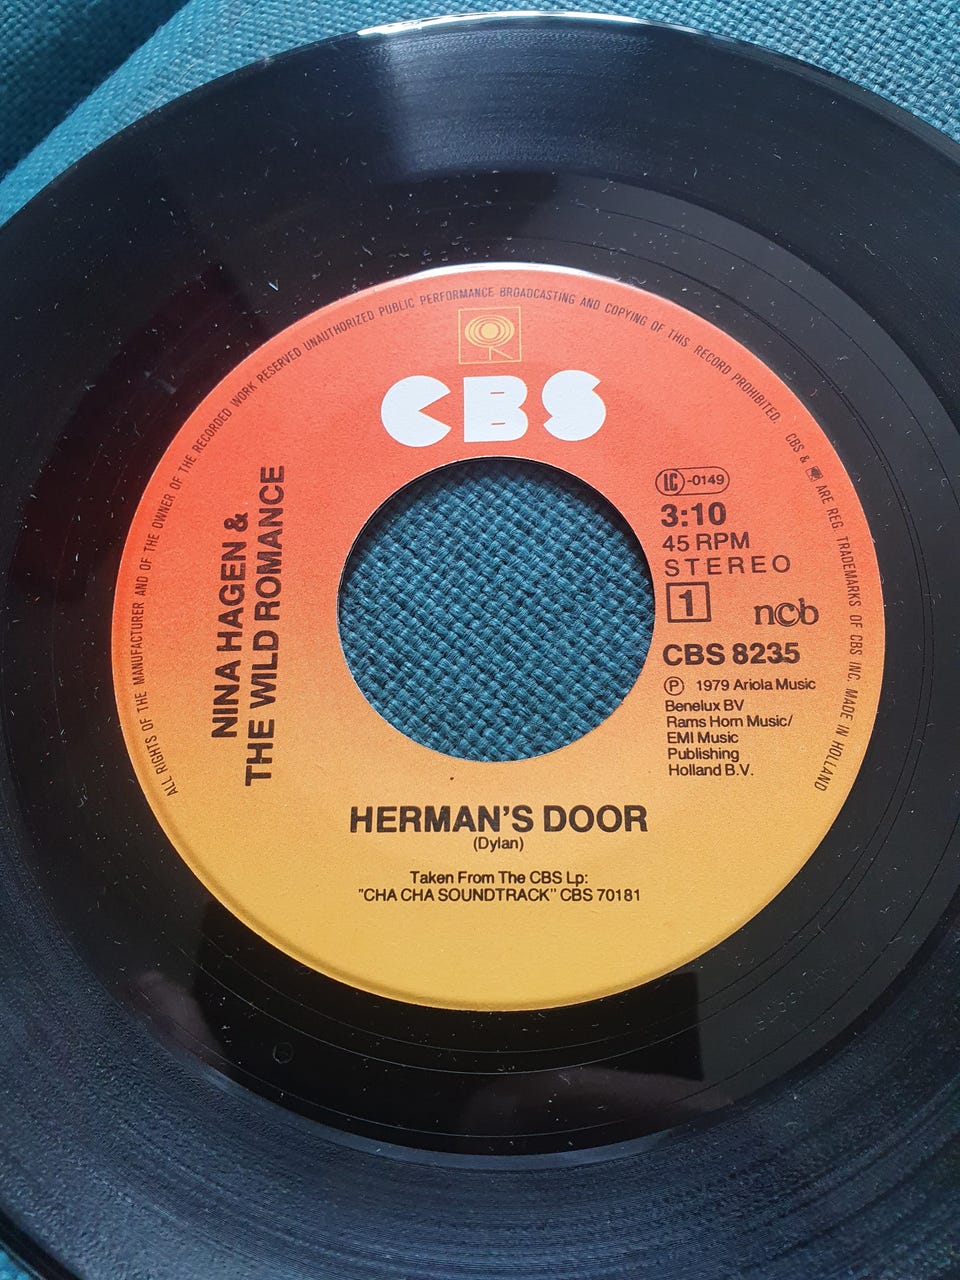 ALL RIGHTS OF THE MANUFACTURER AND OF THE OWNER OF THE RECORDED WORK RESERVED UNAUTHORIZED PUBLIC PERFORMANCE BROADCASTING AND COPYING OF THIS RECORD PROHIBITED. CBS & ARE REG. TRADEMARKS OF CBS INC. MADE IN HOLLAND
CBS
NINA HAGEN &
THE WILD ROMANCE
LC-0149
3:10
45 RPM
STEREO
1 ncb
CBS 8235
℗ 1979 Ariola Music
Benelux BV
Rams Horn Music/
EMI Music
Publishing
Holland B.V.
HERMAN'S DOOR
(Dylan)
Taken From The CBS Lp:
"CHA CHA SOUNDTRACK" CBS 70181